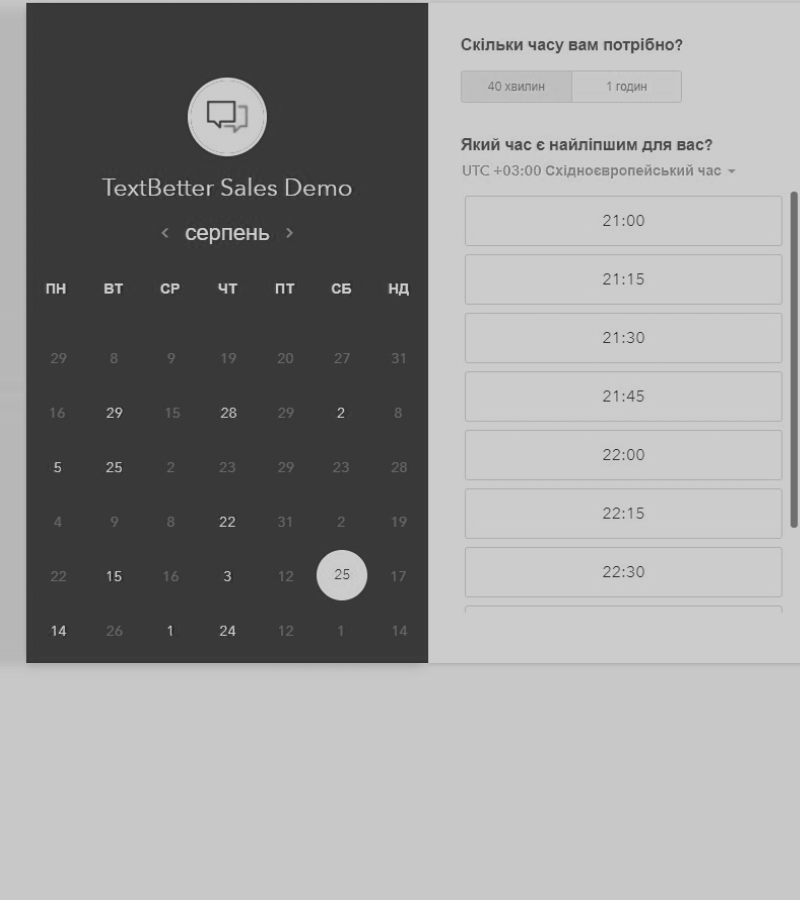 TextBetter Sales Demo
серпень
ПН ВТ СР ЧТ ПТ СБ НД
29 8 9 19 20 27 31
16 29 15 28 29 2 8
5 25 2 23 29 23 28
4 9 8 22 31 2 19
22 15 16 3 12 25 17
14 26 1 24 12 1 14
Скільки часу вам потрібно?
40 хвилин 1 годин
Який час є найліпшим для вас?
UTC +03:00 Східноєвропейський час
21:00
21:15
21:30
21:45
22:00
22:15
22:30